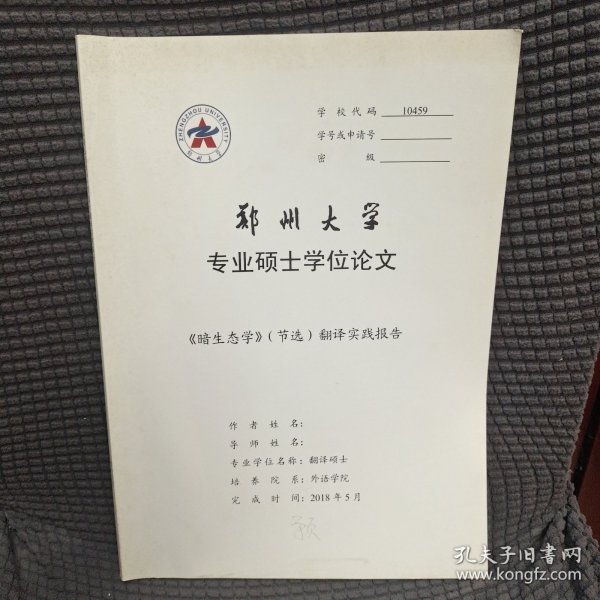 ZHENGZHOU UNIVERSITY
郑州大学
学校代码 10459
学号或申请号
密级
郑州大学
专业硕士学位论文
《暗生态学》（节选）翻译实践报告
作者姓名：
导师姓名：
专业学位名称：翻译硕士
培养院系：外语学院
完成时间：2018年5月
孔夫子旧书网
www.kongfz.com